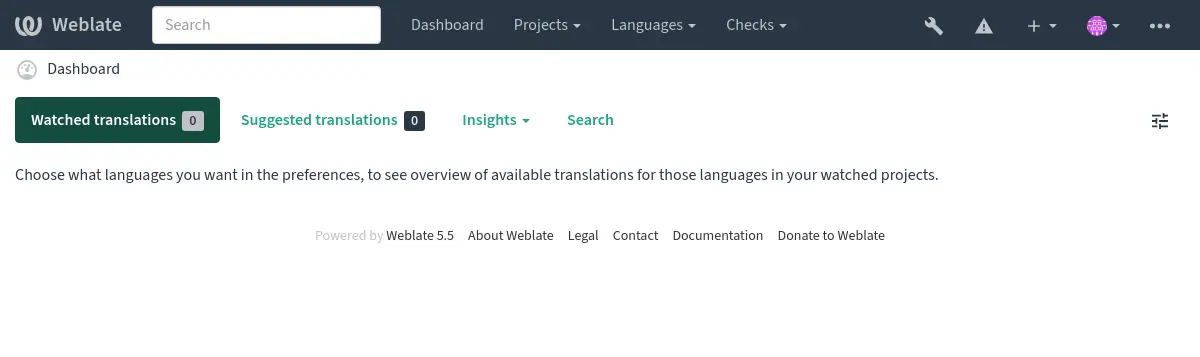 Weblate Search Dashboard Projects Languages Checks
Dashboard
Watched translations 0 Suggested translations 0 Insights Search
Choose what languages you want in the preferences, to see overview of available translations for those languages in your watched projects.
Powered by Weblate 5.5 About Weblate Legal Contact Documentation Donate to Weblate